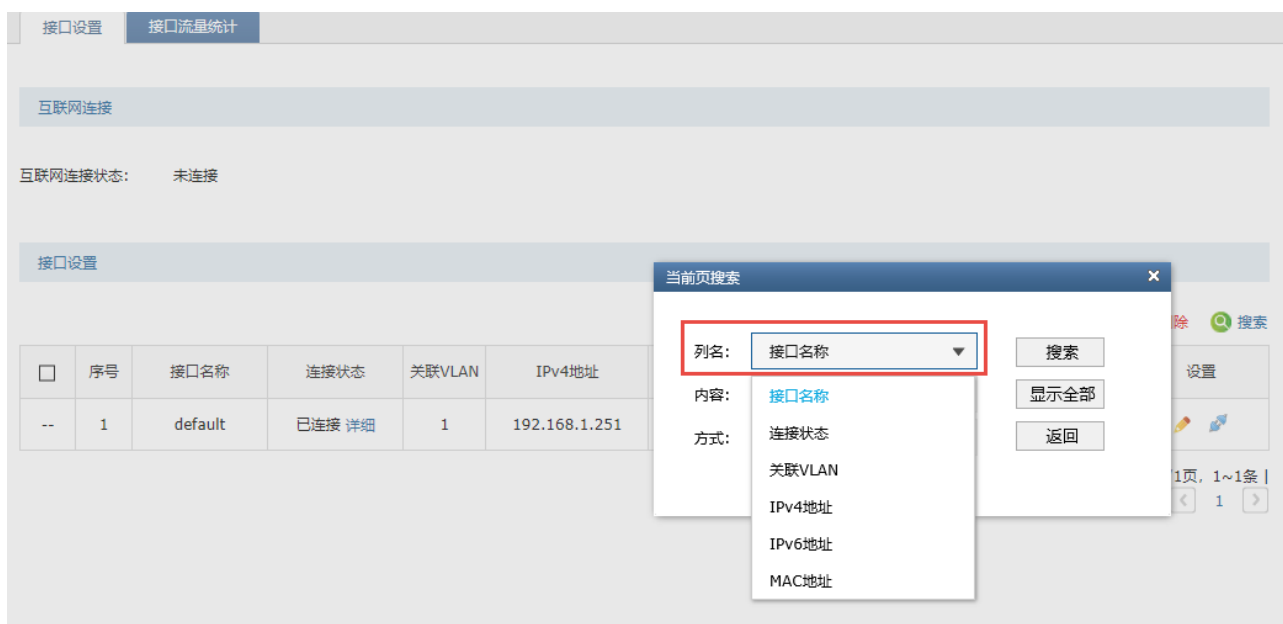 接口设置 接口流量统计
互联网连接
互联网连接状态: 未连接
接口设置
当前页搜索 ×
除 搜索
列名: 接口名称 搜索
序号 接口名称 连接状态 关联VLAN IPv4地址 设置
内容: 接口名称 显示全部
-- 1 default 已连接 详细 1 192.168.1.251
方式: 连接状态 返回
关联VLAN
1页, 1~1条 |
< 1 >
IPv4地址
IPv6地址
MAC地址